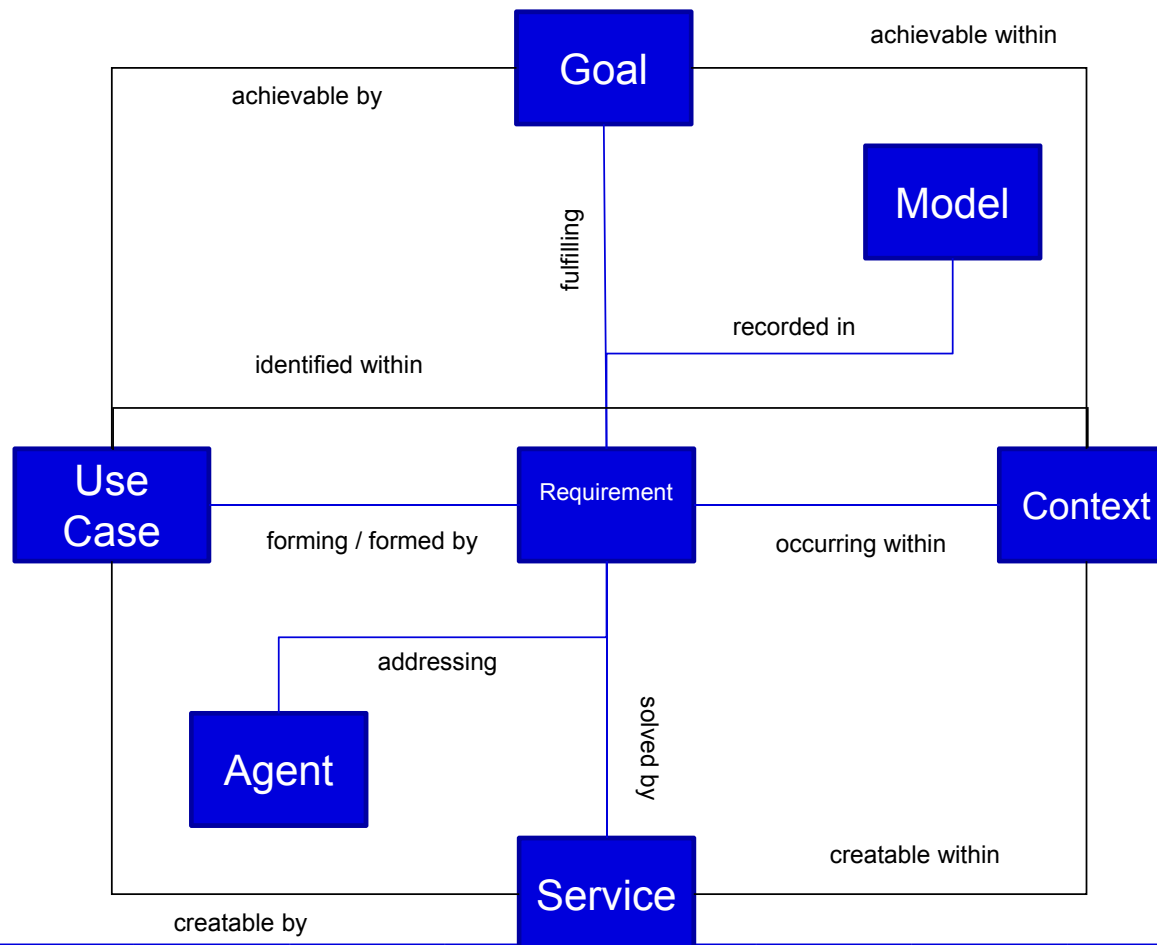 achievable within
Goal
achievable by
Model
fulfilling
recorded in
identified within
Use
Case
Requirement
Context
forming / formed by
occurring within
addressing
solved by
Agent
creatable within
Service
creatable by